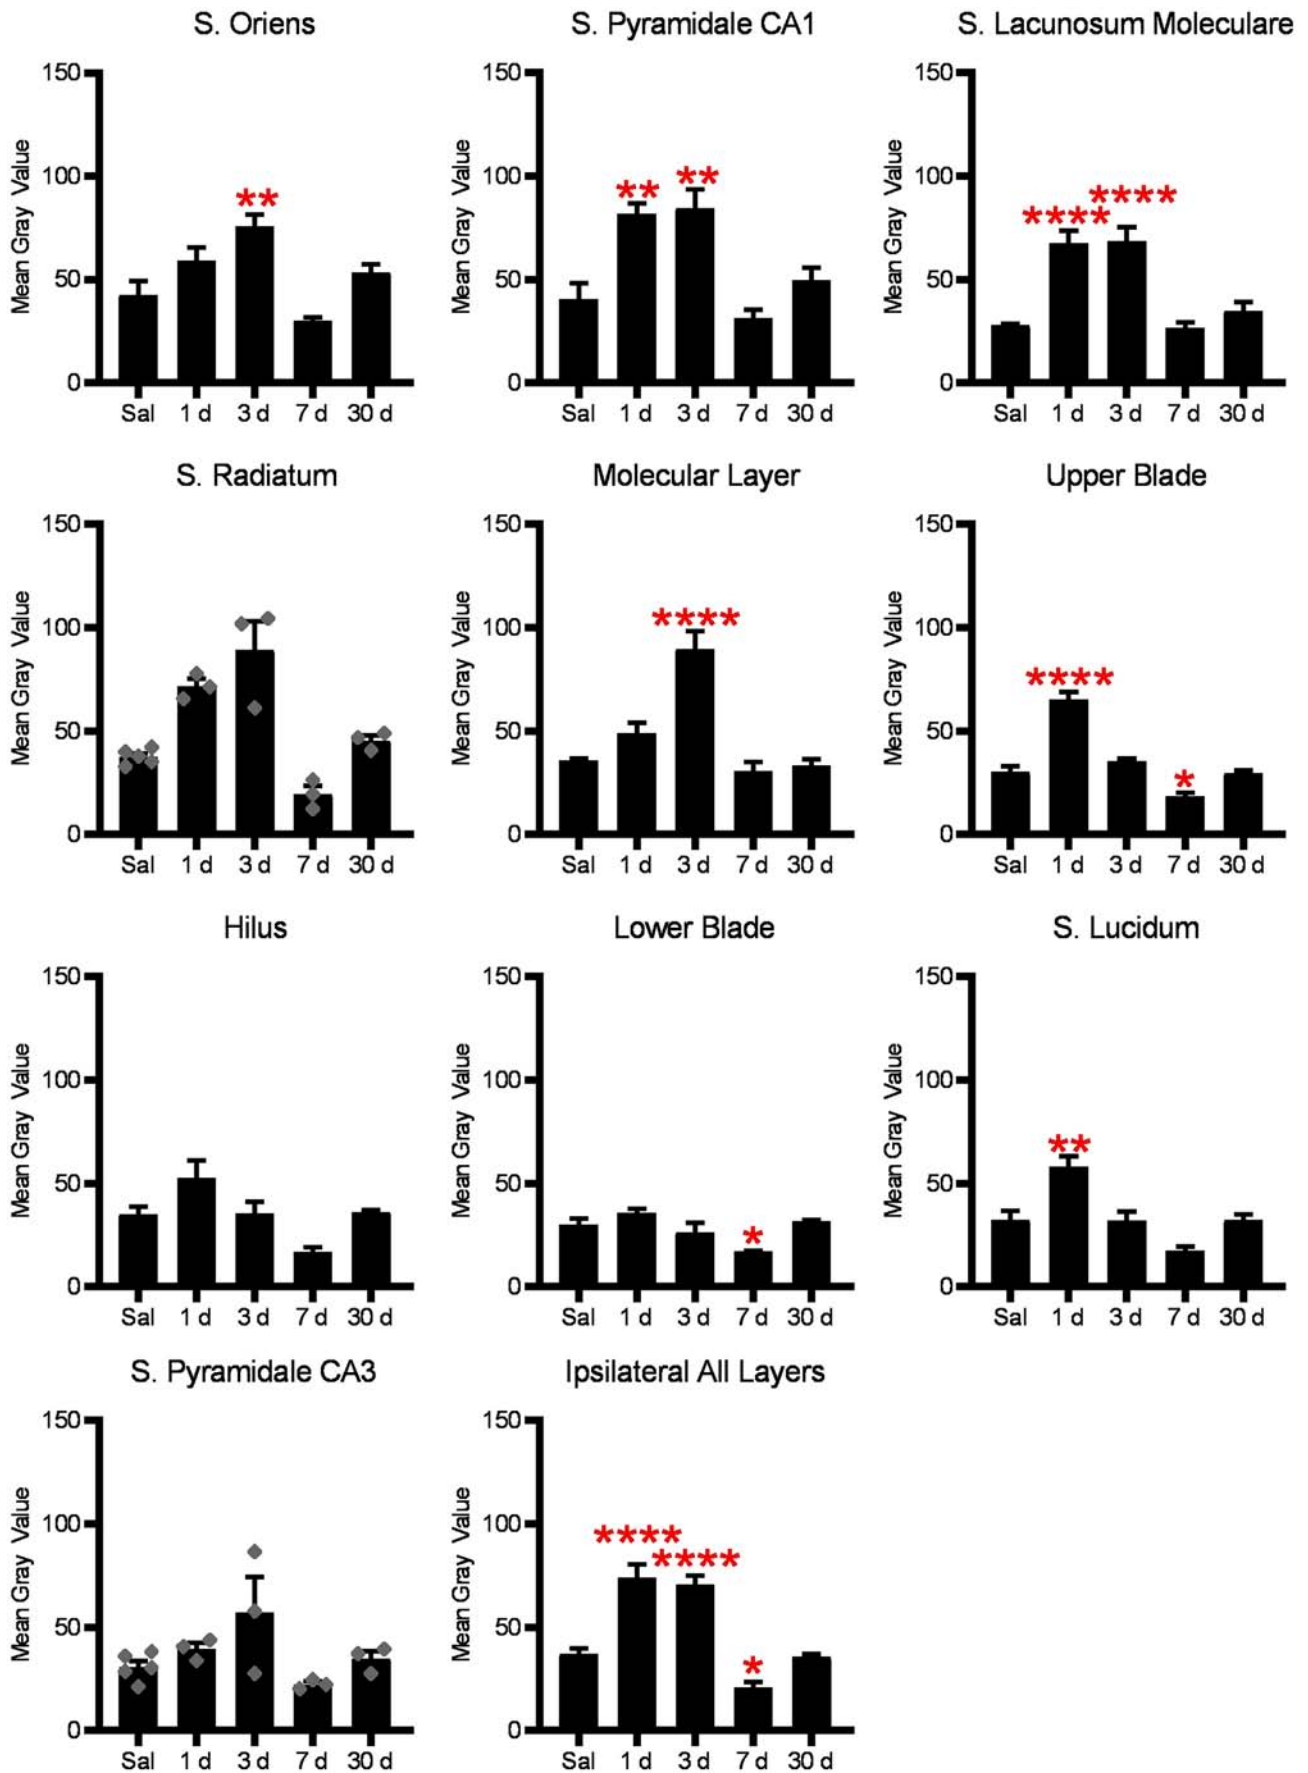 S. Oriens
S. Pyramidale CA1
S. Lacunosum Moleculare
Mean Gray Value
150
100
50
0
**
Sal 1 d 3 d 7 d 30 d
Mean Gray Value
150
100
50
0
** **
Sal 1 d 3 d 7 d 30 d
Mean Gray Value
150
100
50
0
**** ****
Sal 1 d 3 d 7 d 30 d
S. Radiatum
Molecular Layer
Upper Blade
Mean Gray Value
150
100
50
0
Sal 1 d 3 d 7 d 30 d
Mean Gray Value
150
100
50
0
****
Sal 1 d 3 d 7 d 30 d
Mean Gray Value
150
100
50
0
**** *
Sal 1 d 3 d 7 d 30 d
Hilus
Lower Blade
S. Lucidum
Mean Gray Value
150
100
50
0
Sal 1 d 3 d 7 d 30 d
Mean Gray Value
150
100
50
0
*
Sal 1 d 3 d 7 d 30 d
Mean Gray Value
150
100
50
0
**
Sal 1 d 3 d 7 d 30 d
S. Pyramidale CA3
Ipsilateral All Layers
Mean Gray Value
150
100
50
0
Sal 1 d 3 d 7 d 30 d
Mean Gray Value
150
100
50
0
****
****
*
Sal 1 d 3 d 7 d 30 d